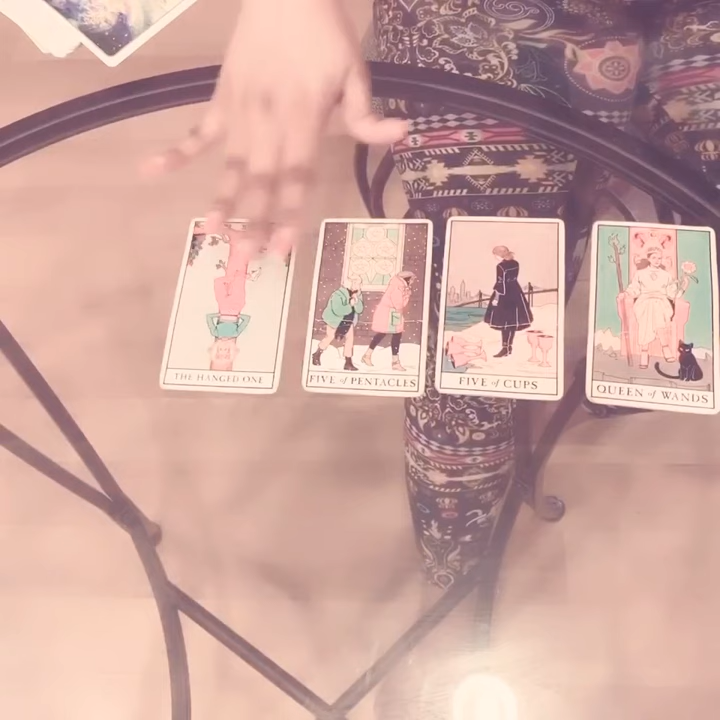 THE HANGED ONE
FIVE of PENTACLES
FIVE of CUPS
QUEEN of WANDS